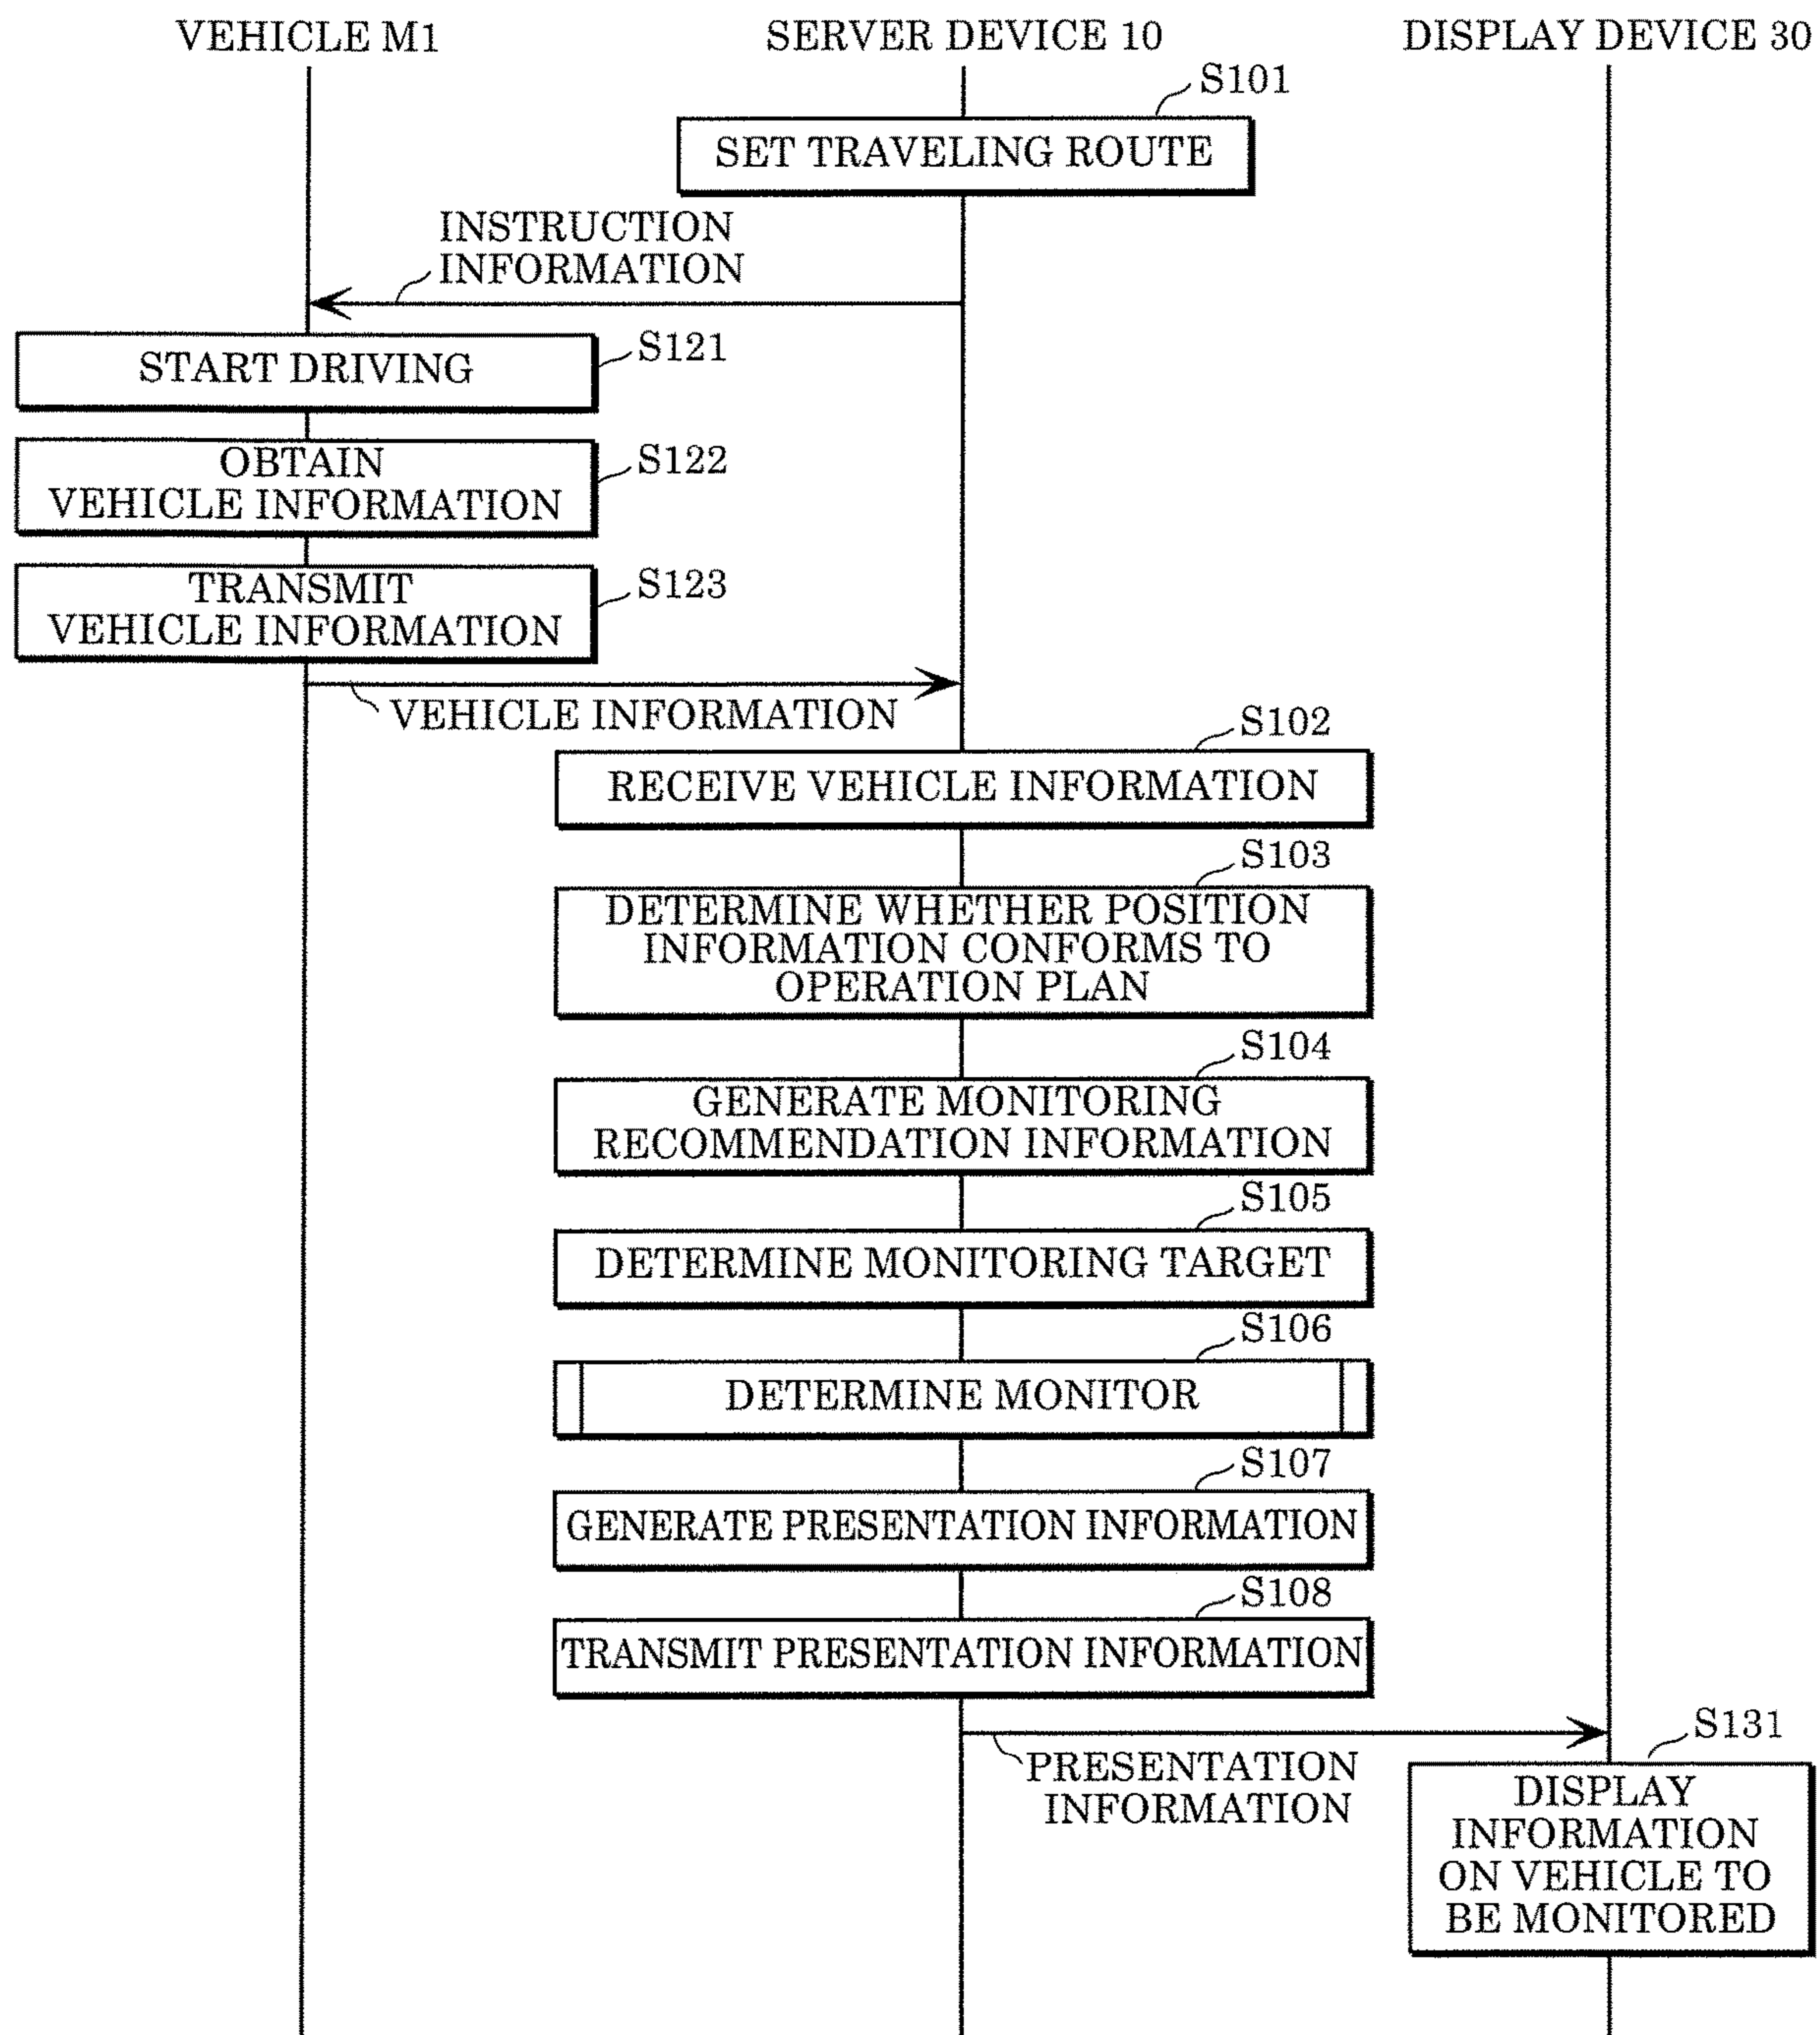 VEHICLE M1
SERVER DEVICE 10
DISPLAY DEVICE 30
S101
SET TRAVELING ROUTE
INSTRUCTION
INFORMATION
START DRIVING
S121
OBTAIN
VEHICLE INFORMATION
S122
TRANSMIT
VEHICLE INFORMATION
S123
VEHICLE INFORMATION
S102
RECEIVE VEHICLE INFORMATION
S103
DETERMINE WHETHER POSITION
INFORMATION CONFORMS TO
OPERATION PLAN
S104
GENERATE MONITORING
RECOMMENDATION INFORMATION
S105
DETERMINE MONITORING TARGET
S106
DETERMINE MONITOR
S107
GENERATE PRESENTATION INFORMATION
S108
TRANSMIT PRESENTATION INFORMATION
PRESENTATION
INFORMATION
S131
DISPLAY
INFORMATION
ON VEHICLE TO
BE MONITORED